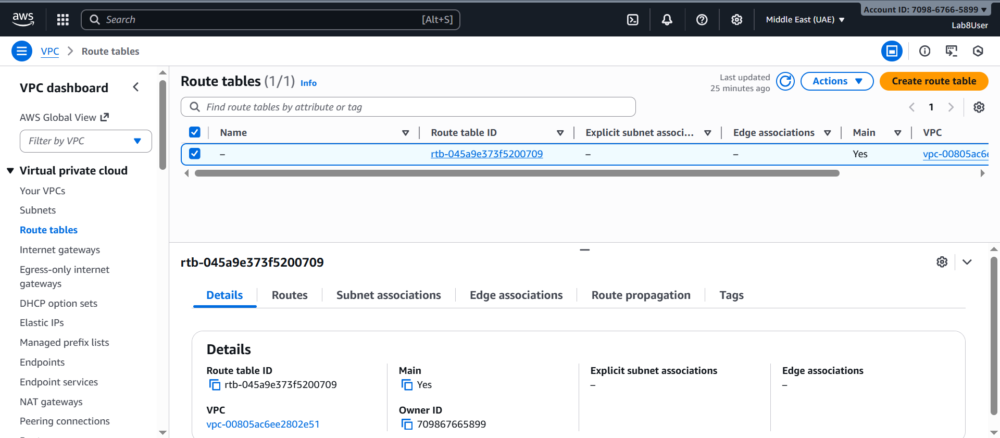 aws
Search [Alt+S]
Middle East (UAE)
Account ID: 7098-6766-5899
Lab8User
VPC
Route tables
VPC dashboard
AWS Global View
Filter by VPC
Virtual private cloud
Your VPCs
Subnets
Route tables
Internet gateways
Egress-only internet
gateways
DHCP option sets
Elastic IPs
Managed prefix lists
Endpoints
Endpoint services
NAT gateways
Peering connections
Route tables (1/1) Info
Last updated
25 minutes ago
Actions
Create route table
Find route tables by attribute or tag
1
Name Route table ID Explicit subnet associ... Edge associations Main VPC
– rtb-045a9e373f5200709 – – Yes vpc-00805ac6e
rtb-045a9e373f5200709
Details Routes Subnet associations Edge associations Route propagation Tags
Details
Route table ID
rtb-045a9e373f5200709
Main
Yes
Explicit subnet associations
–
Edge associations
–
VPC
vpc-00805ac6ee2802e51
Owner ID
709867665899